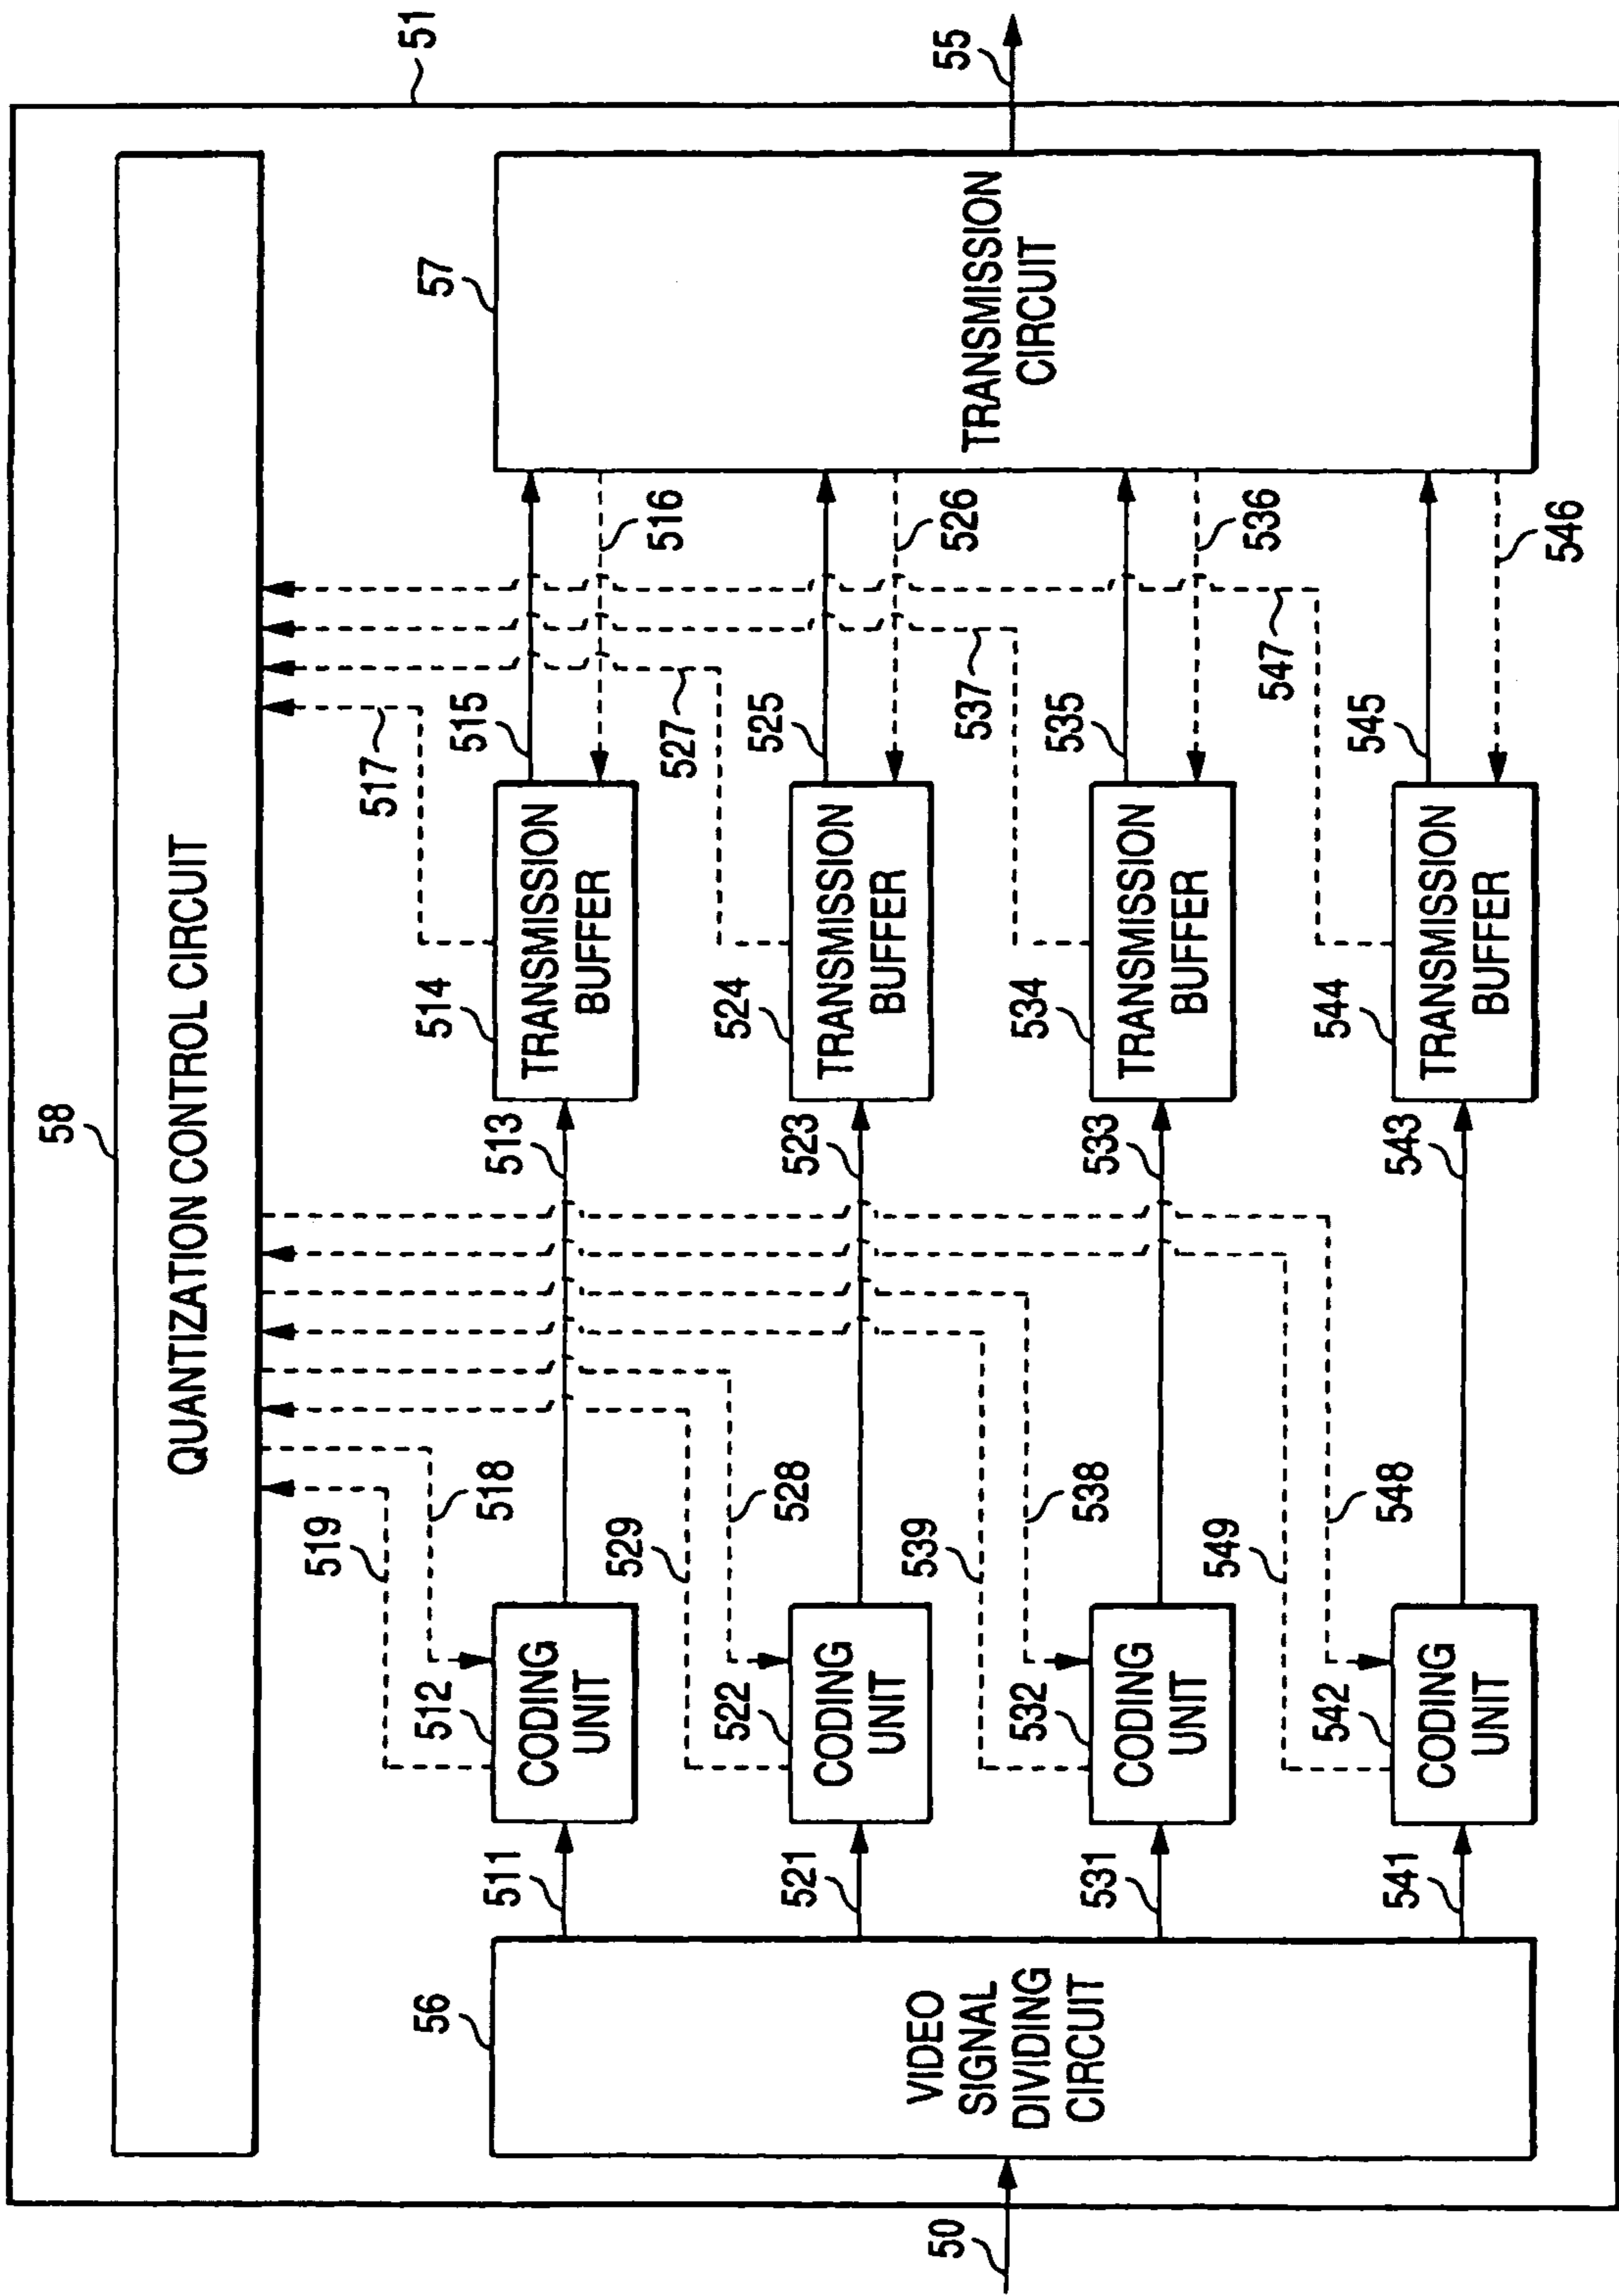 51
58
QUANTIZATION CONTROL CIRCUIT
519
518
517
511
512
CODING
UNIT
513
514
TRANSMISSION
BUFFER
515
516
529
528
527
521
522
CODING
UNIT
523
524
TRANSMISSION
BUFFER
525
526
50
56
VIDEO
SIGNAL
DIVIDING
CIRCUIT
57
TRANSMISSION
CIRCUIT
55
539
538
537
531
532
CODING
UNIT
533
534
TRANSMISSION
BUFFER
535
536
549
548
547
541
542
CODING
UNIT
543
544
TRANSMISSION
BUFFER
545
546